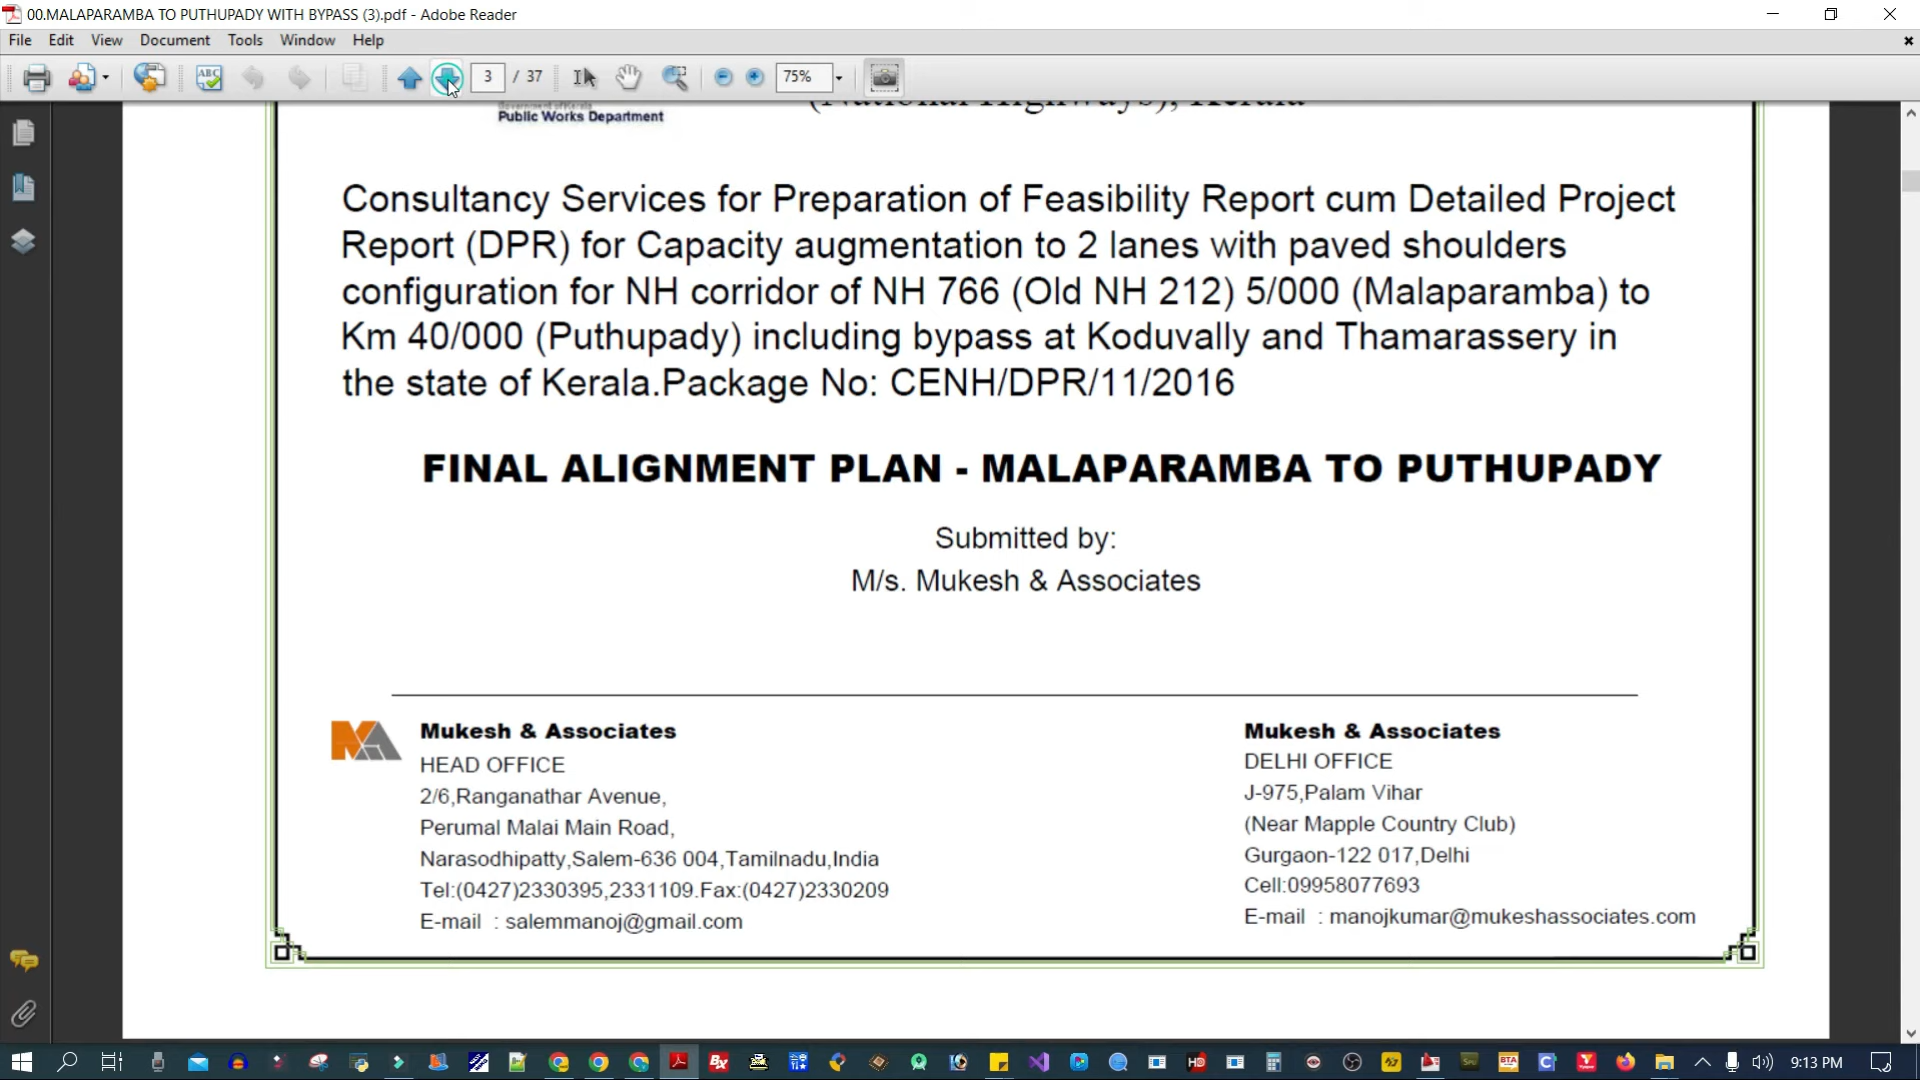 00.MALAPARAMBA TO PUTHUPADY WITH BYPASS (3).pdf - Adobe Reader
File Edit View Document Tools Window Help
3 / 37 75%
(National Highways), Kerala
Government of Kerala
Public Works Department
Consultancy Services for Preparation of Feasibility Report cum Detailed Project
Report (DPR) for Capacity augmentation to 2 lanes with paved shoulders
configuration for NH corridor of NH 766 (Old NH 212) 5/000 (Malaparamba) to
Km 40/000 (Puthupady) including bypass at Koduvally and Thamarassery in
the state of Kerala.Package No: CENH/DPR/11/2016
FINAL ALIGNMENT PLAN - MALAPARAMBA TO PUTHUPADY
Submitted by:
M/s. Mukesh & Associates
Mukesh & Associates
HEAD OFFICE
2/6,Ranganathar Avenue,
Perumal Malai Main Road,
Narasodhipatty,Salem-636 004,Tamilnadu,India
Tel:(0427)2330395,2331109.Fax:(0427)2330209
E-mail : salemmanoj@gmail.com
Mukesh & Associates
DELHI OFFICE
J-975,Palam Vihar
(Near Mapple Country Club)
Gurgaon-122 017,Delhi
Cell:09958077693
E-mail : manojkumar@mukeshassociates.com
9:13 PM